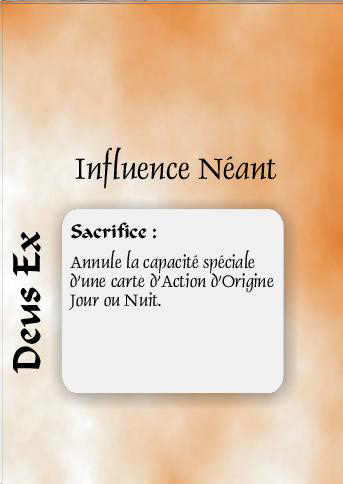 Influence Néant
Sacrifice :
Annule la capacité spéciale
d'une carte d'Action d'Origine
Jour ou Nuit.
Deus Ex